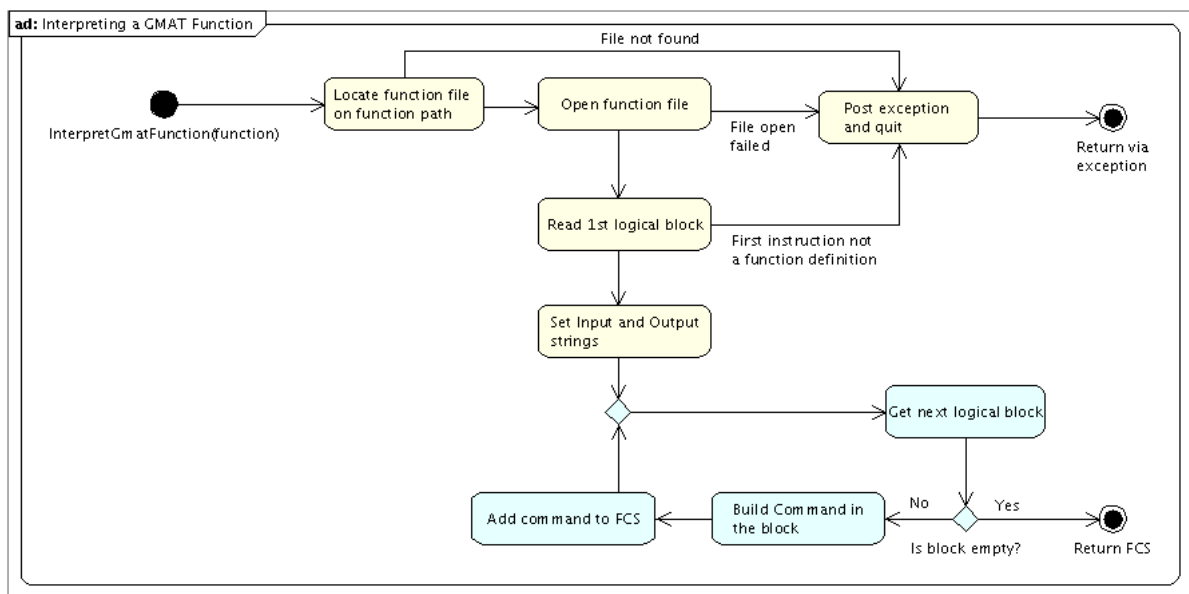 ad: Interpreting a GMAT Function
File not found
Locate function file
on function path
Open function file
Post exception
and quit
InterpretGmatFunction(function)
File open
failed
Return via
exception
Read 1st logical block
First instruction not
a function definition
Set Input and Output
strings
Get next logical block
Add command to FCS
Build Command in
the block
No
Yes
Is block empty?
Return FCS